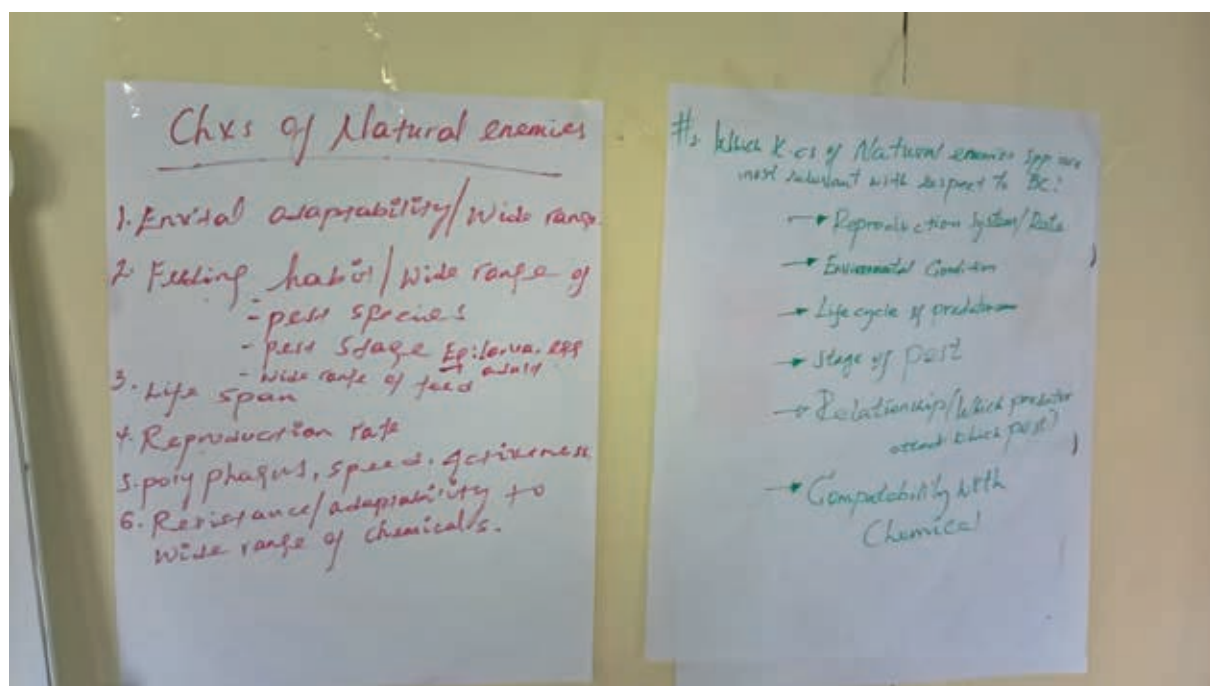 Chxs of Natural enemies
1. Envi'tal adaptability/Wide range
2. Feeding habit/Wide range of
- pest species
- pest stage Eg: larva, egg
adult
- wide range of feed
3. Life span
4. Reproduction rate
5. poly phagus, speed, activeness
6. Resistance/adaptability to
wide range of chemicals.
#3 Which of Natural enemies spp are
most relevant with respect to BC?
→ Reproduction System/Rate
→ Environmental Condition
→ Life cycle of predator
→ Stage of pest
→ Relationship/Which predator
attack which pest)
→ Compatability with
Chemical